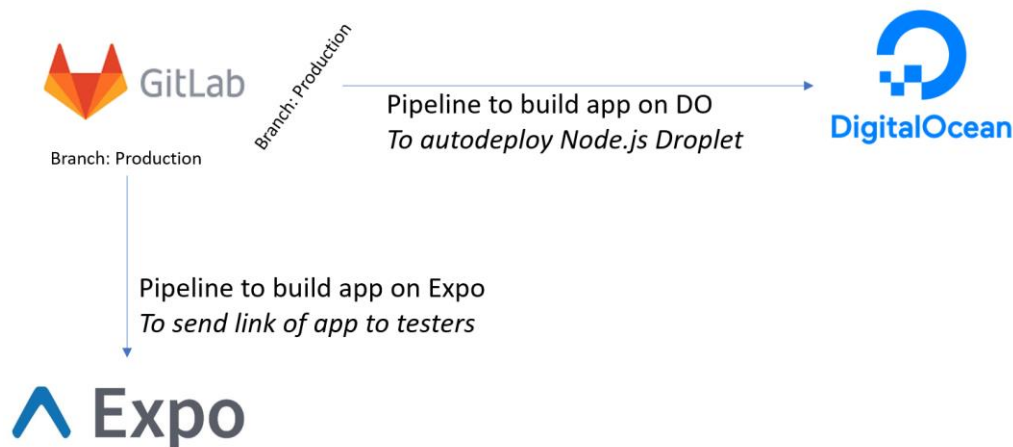 GitLab
Branch: Production
Branch: Production
Pipeline to build app on DO
To autodeploy Node.js Droplet
DigitalOcean
Pipeline to build app on Expo
To send link of app to testers
Expo